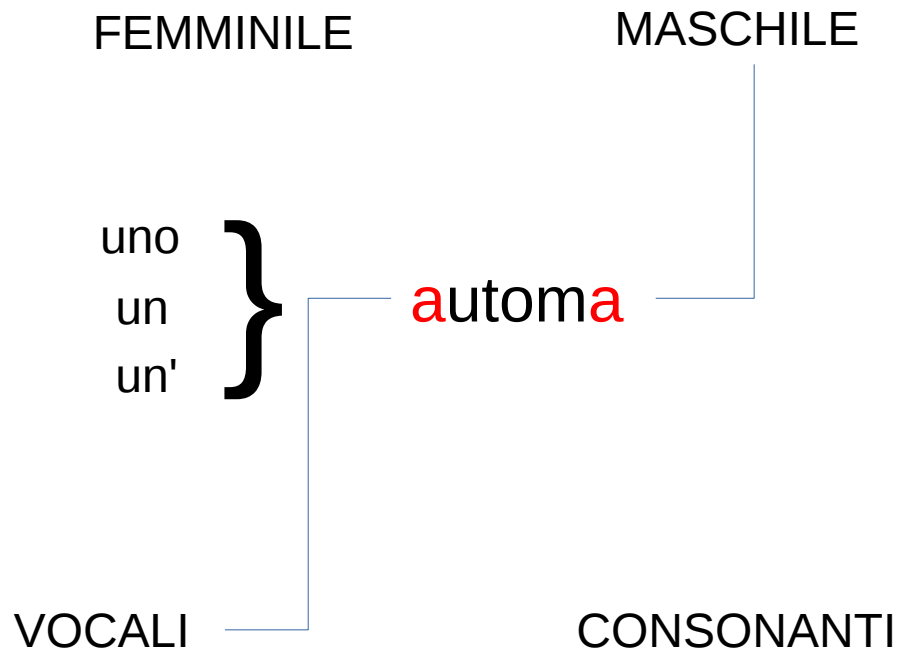 FEMMINILE
MASCHILE
uno
un
un'
}
automa
VOCALI
CONSONANTI